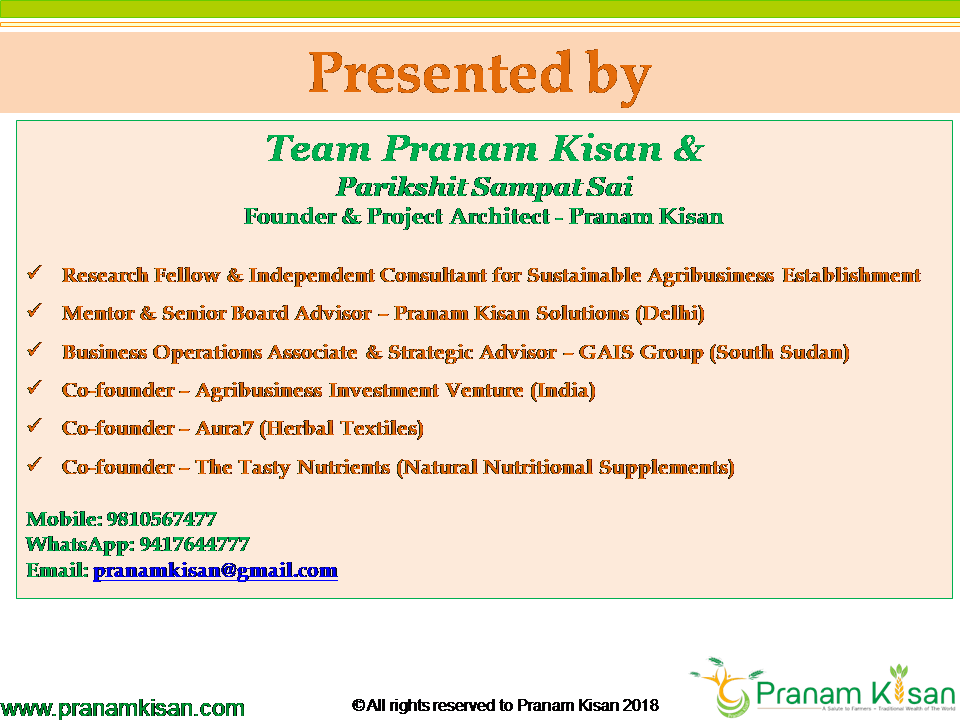 Presented by
Team Pranam Kisan &
Parikshit Sampat Sai
Founder & Project Architect - Pranam Kisan
✓ Research Fellow & Independent Consultant for Sustainable Agribusiness Establishment
✓ Mentor & Senior Board Advisor – Pranam Kisan Solutions (Delhi)
✓ Business Operations Associate & Strategic Advisor – GAIS Group (South Sudan)
✓ Co-founder – Agribusiness Investment Venture (India)
✓ Co-founder – Aura7 (Herbal Textiles)
✓ Co-founder – The Tasty Nutrients (Natural Nutritional Supplements)
Mobile: 9810567477
WhatsApp: 9417644777
Email: pranamkisan@gmail.com
www.pranamkisan.com
©All rights reserved to Pranam Kisan 2018
Pranam Kisan
A Salute to Farmers - Traditional Wealth of The World